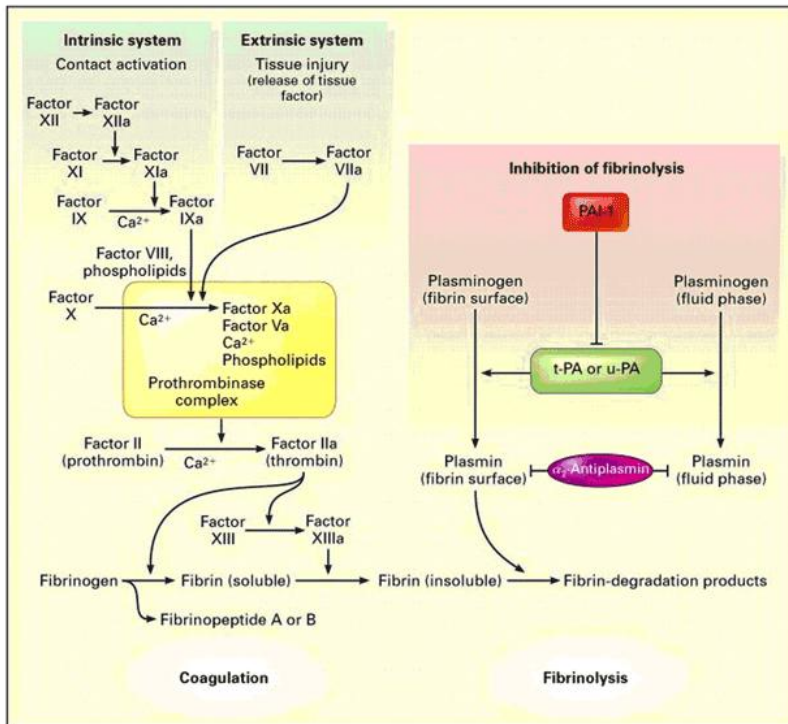 Intrinsic system
Contact activation
Extrinsic system
Tissue injury
(release of tissue
factor)
Factor
XII
Factor
XIIa
Factor
XI
Factor
XIa
Factor
VII
Factor
VIIa
Factor
IX
Ca2+
Factor
IXa
Factor VIII,
phospholipids
Factor
X
Ca2+
Factor Xa
Factor Va
Ca2+
Phospholipids
Prothrombinase
complex
Factor II
(prothrombin)
Ca2+
Factor IIa
(thrombin)
Factor
XIII
Factor
XIIIa
Fibrinogen
Fibrin (soluble)
Fibrin (insoluble)
Fibrin-degradation products
Fibrinopeptide A or B
Coagulation
Inhibition of fibrinolysis
PAI-1
Plasminogen
(fibrin surface)
Plasminogen
(fluid phase)
t-PA or u-PA
Plasmin
(fibrin surface)
α2-Antiplasmin
Plasmin
(fluid phase)
Fibrinolysis